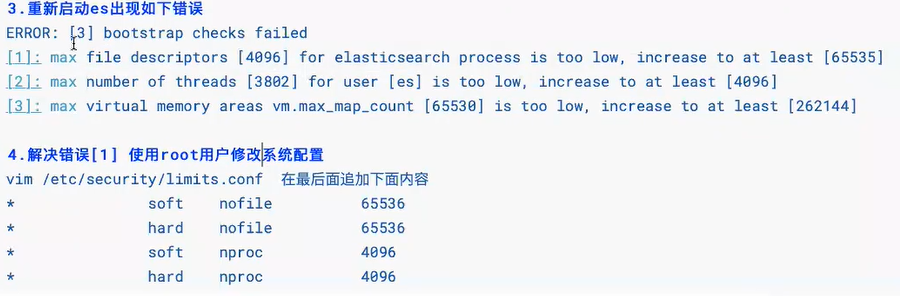 3.重新启动es出现如下错误
ERROR: [3] bootstrap checks failed
[1]: max file descriptors [4096] for elasticsearch process is too low, increase to at least [65535]
[2]: max number of threads [3802] for user [es] is too low, increase to at least [4096]
[3]: max virtual memory areas vm.max_map_count [65530] is too low, increase to at least [262144]
4.解决错误[1] 使用root用户修改系统配置
vim /etc/security/limits.conf 在最后面追加下面内容
* soft nofile 65536
* hard nofile 65536
* soft nproc 4096
* hard nproc 4096